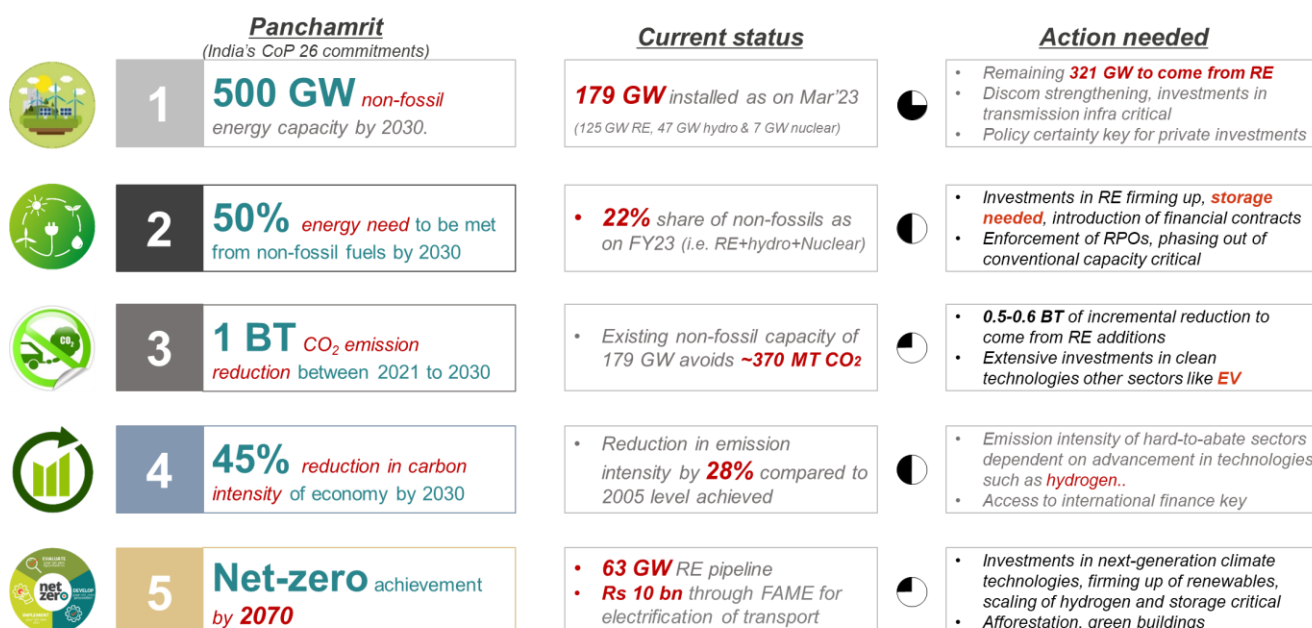 Panchamrit
(India's CoP 26 commitments)
Current status
Action needed
1
500 GW non-fossil
energy capacity by 2030.
179 GW installed as on Mar'23
(125 GW RE, 47 GW hydro & 7 GW nuclear)
• Remaining 321 GW to come from RE
• Discom strengthening, investments in
transmission infra critical
• Policy certainty key for private investments
2
50% energy need to be met
from non-fossil fuels by 2030
• 22% share of non-fossils as
on FY23 (i.e. RE+hydro+Nuclear)
• Investments in RE firming up, storage
needed, introduction of financial contracts
• Enforcement of RPOs, phasing out of
conventional capacity critical
CO₂
3
1 BT CO₂ emission
reduction between 2021 to 2030
• Existing non-fossil capacity of
179 GW avoids ~370 MT CO₂
• 0.5-0.6 BT of incremental reduction to
come from RE additions
• Extensive investments in clean
technologies other sectors like EV
4
45% reduction in carbon
intensity of economy by 2030
• Reduction in emission
intensity by 28% compared to
2005 level achieved
• Emission intensity of hard-to-abate sectors
dependent on advancement in technologies
such as hydrogen..
• Access to international finance key
EVALUATE
net
zero
DEVELOP
IMPLEMENT
5
Net-zero achievement
by 2070
• 63 GW RE pipeline
• Rs 10 bn through FAME for
electrification of transport
• Investments in next-generation climate
technologies, firming up of renewables,
scaling of hydrogen and storage critical
• Afforestation, green buildings